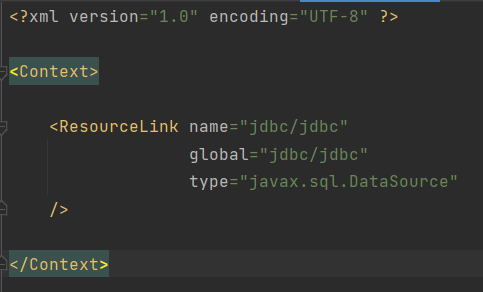 <?xml version="1.0" encoding="UTF-8" ?>
<Context>
<ResourceLink name="jdbc/jdbc"
global="jdbc/jdbc"
type="javax.sql.DataSource"
/>
</Context>